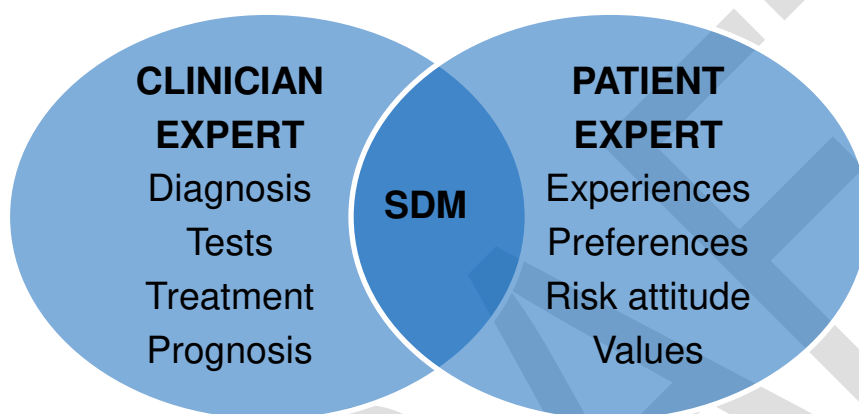 CLINICIAN
EXPERT
Diagnosis
Tests
Treatment
Prognosis
SDM
PATIENT
EXPERT
Experiences
Preferences
Risk attitude
Values